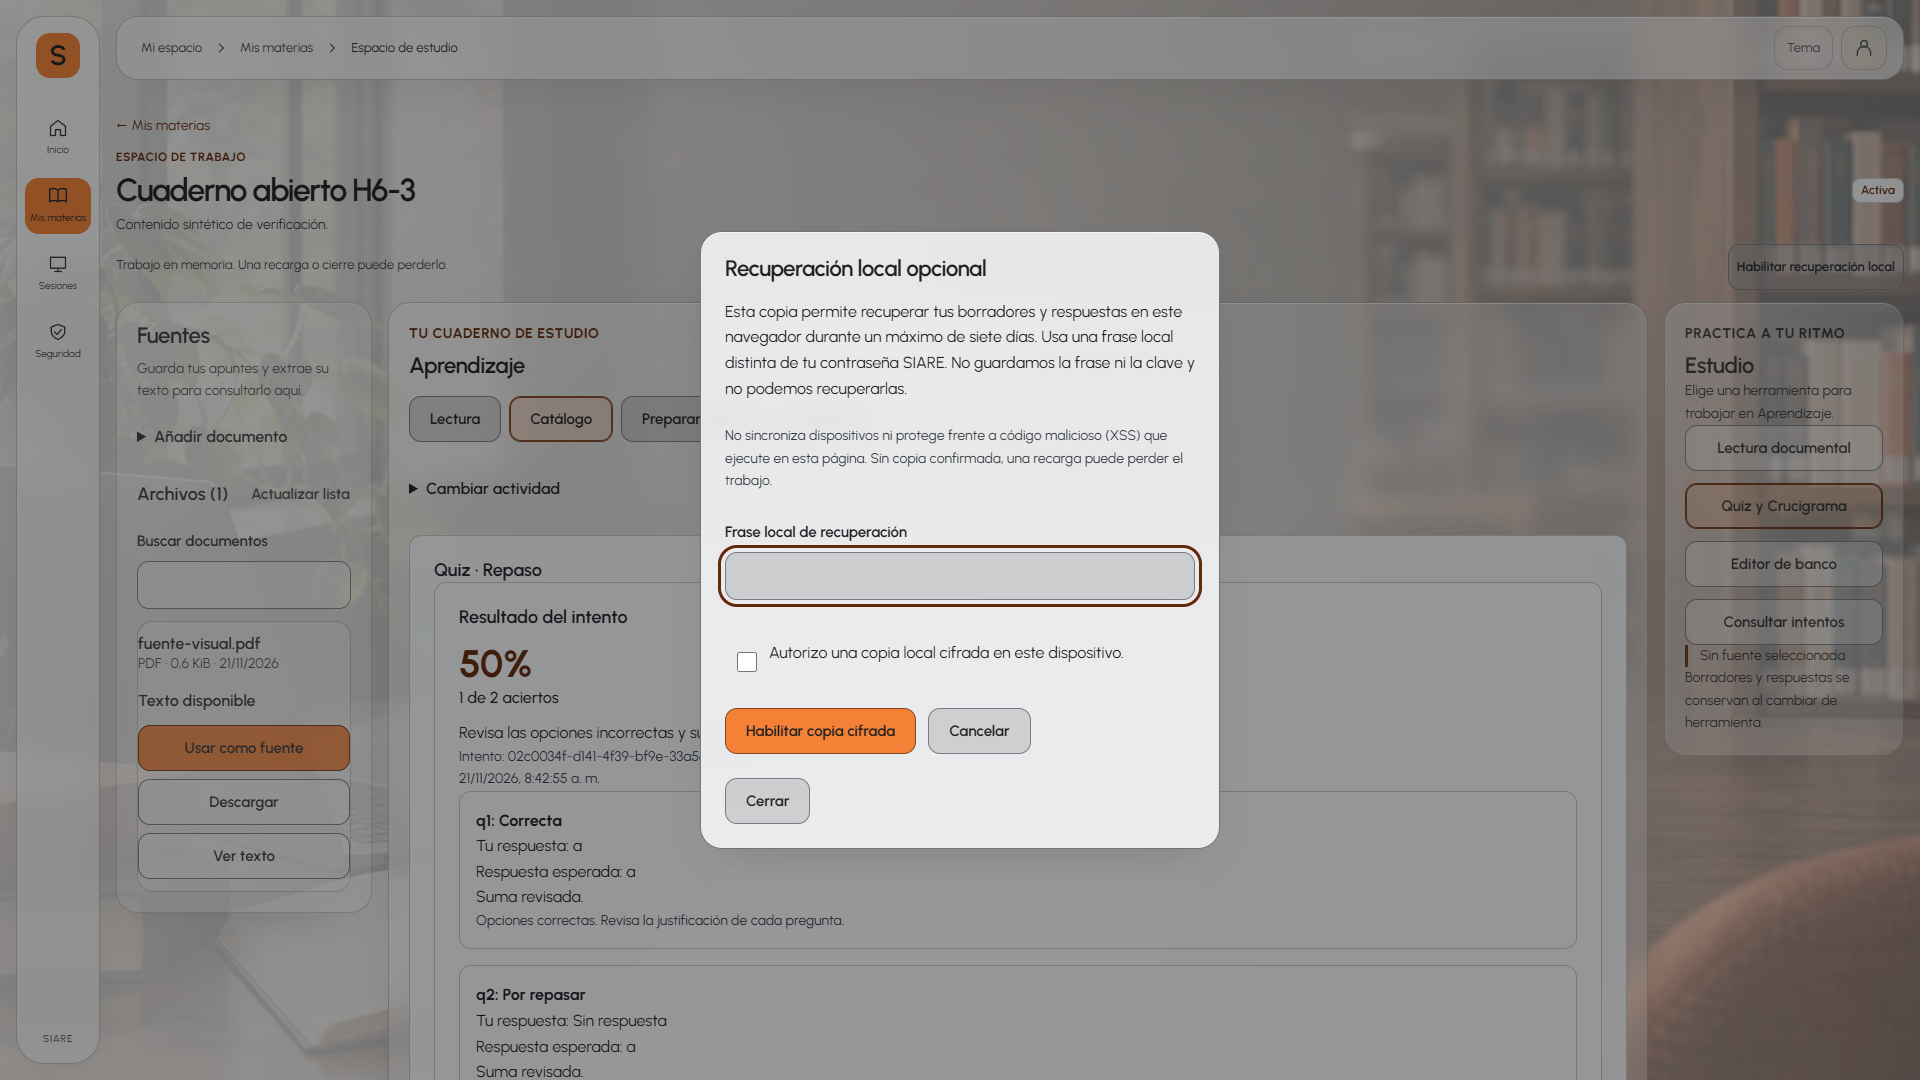 S
Inicio
Mis materias
Sesiones
Seguridad
SIARE
Mi espacio > Mis materias > Espacio de estudio
Tema
← Mis materias
ESPACIO DE TRABAJO
Cuaderno abierto H6-3
Contenido sintético de verificación.
Activa
Trabajo en memoria. Una recarga o cierre puede perderlo.
Habilitar recuperación local
Fuentes
Guarda tus apuntes y extrae su
texto para consultarlo aquí.
Añadir documento
Archivos (1) Actualizar lista
Buscar documentos
fuente-visual.pdf
PDF · 0,6 KiB · 21/11/2026
Texto disponible
Usar como fuente
Descargar
Ver texto
TU CUADERNO DE ESTUDIO
Aprendizaje
Lectura Catálogo Preparar
Cambiar actividad
Quiz · Repaso
Resultado del intento
50%
1 de 2 aciertos
Revisa las opciones incorrectas y su
Intento: 02c0034f-d141-4f39-bf9e-33a5
21/11/2026, 8:42:55 a. m.
q1: Correcta
Tu respuesta: a
Respuesta esperada: a
Suma revisada.
Opciones correctas. Revisa la justificación de cada pregunta.
q2: Por repasar
Tu respuesta: Sin respuesta
Respuesta esperada: a
Suma revisada.
Recuperación local opcional
Esta copia permite recuperar tus borradores y respuestas en este
navegador durante un máximo de siete días. Usa una frase local
distinta de tu contraseña SIARE. No guardamos la frase ni la clave y
no podemos recuperarlas.
No sincroniza dispositivos ni protege frente a código malicioso (XSS) que
ejecute en esta página. Sin copia confirmada, una recarga puede perder el
trabajo.
Frase local de recuperación
Autorizo una copia local cifrada en este dispositivo.
Habilitar copia cifrada
Cancelar
Cerrar
PRACTICA A TU RITMO
Estudio
Elige una herramienta para
trabajar en Aprendizaje.
Lectura documental
Quiz y Crucigrama
Editor de banco
Consultar intentos
Sin fuente seleccionada
Borradores y respuestas se
conservan al cambiar de
herramienta.